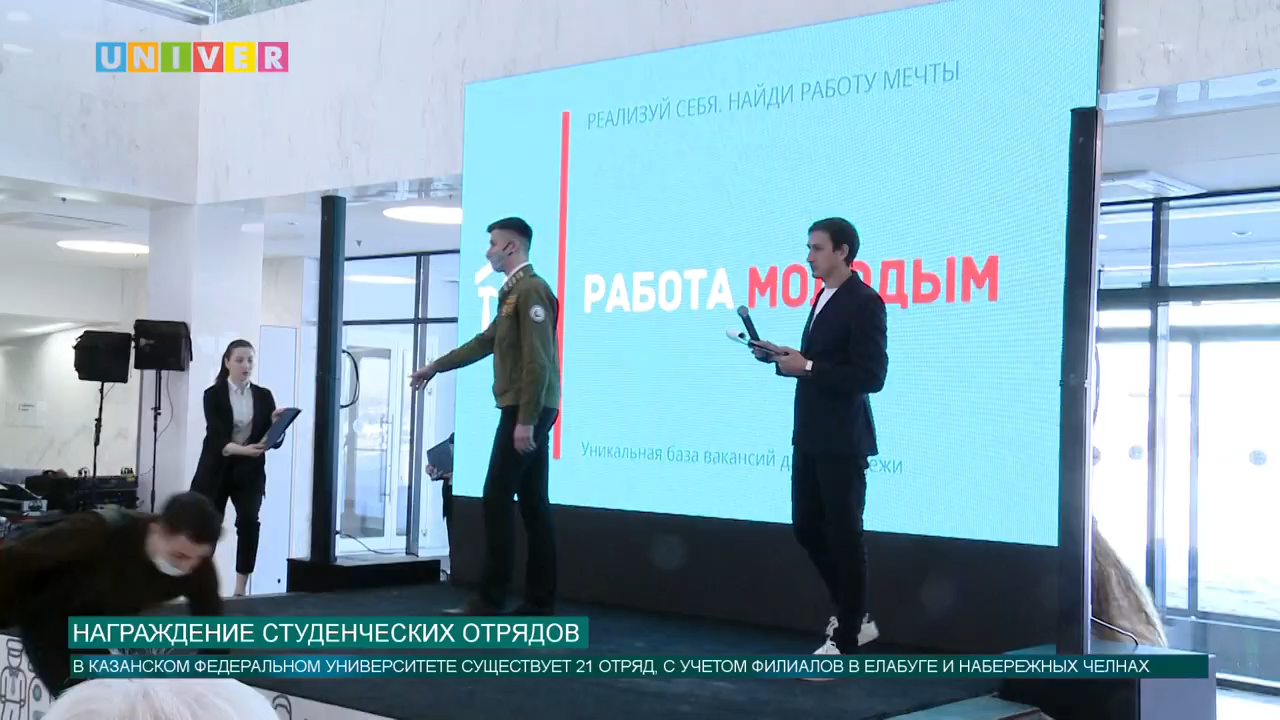 UNIVER
РЕАЛИЗУЙ СЕБЯ. НАЙДИ РАБОТУ МЕЧТЫ
РАБОТА МОЛОДЫМ
Уникальная база вакансий
НАГРАЖДЕНИЕ СТУДЕНЧЕСКИХ ОТРЯДОВ
В КАЗАНСКОМ ФЕДЕРАЛЬНОМ УНИВЕРСИТЕТЕ СУЩЕСТВУЕТ 21 ОТРЯД, С УЧЕТОМ ФИЛИАЛОВ В ЕЛАБУГЕ И НАБЕРЕЖНЫХ ЧЕЛНАХ